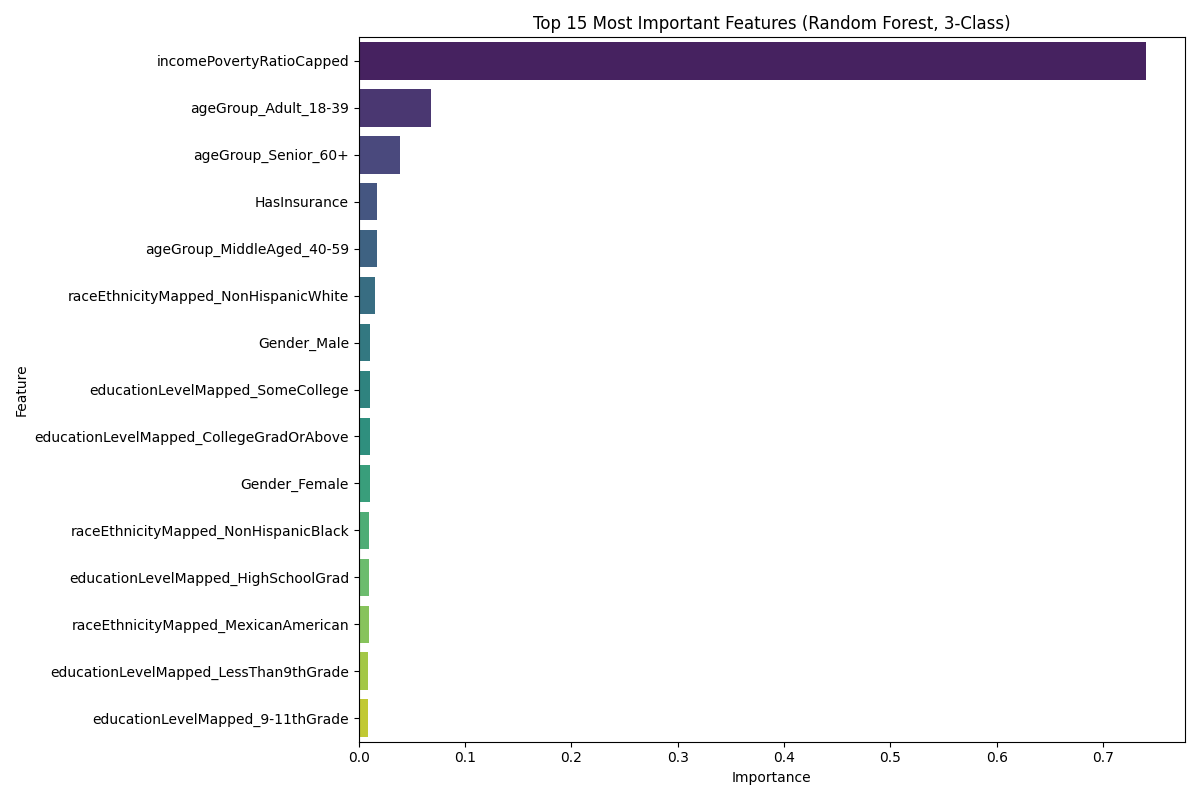 Top 15 Most Important Features (Random Forest, 3-Class)
incomePovertyRatioCapped
ageGroup_Adult_18-39
ageGroup_Senior_60+
HasInsurance
ageGroup_MiddleAged_40-59
raceEthnicityMapped_NonHispanicWhite
Gender_Male
educationLevelMapped_SomeCollege
educationLevelMapped_CollegeGradOrAbove
Gender_Female
raceEthnicityMapped_NonHispanicBlack
educationLevelMapped_HighSchoolGrad
raceEthnicityMapped_MexicanAmerican
educationLevelMapped_LessThan9thGrade
educationLevelMapped_9-11thGrade
Feature
0.0 0.1 0.2 0.3 0.4 0.5 0.6 0.7
Importance